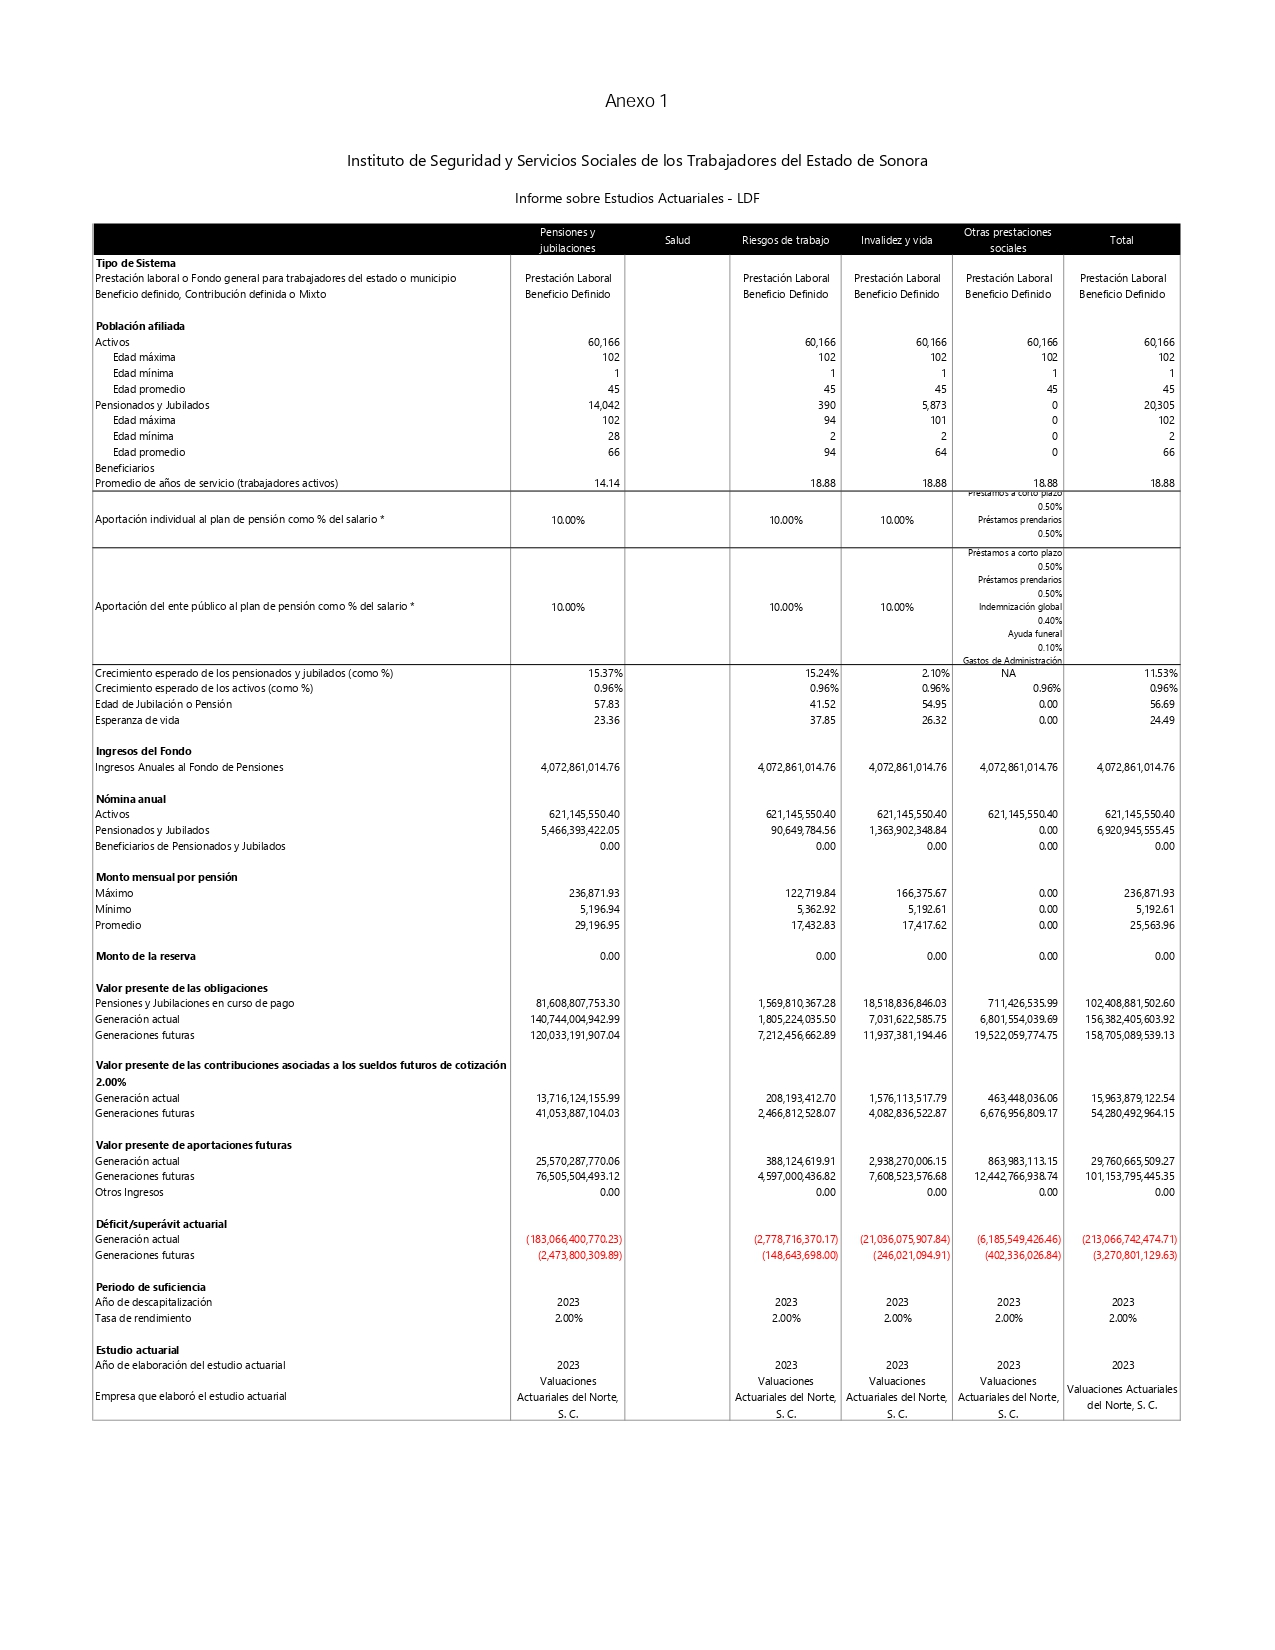 Anexo 1
Instituto de Seguridad y Servicios Sociales de los Trabajadores del Estado de Sonora
Informe sobre Estudios Actuariales - LDF
Pensiones y jubilaciones Salud Riesgos de trabajo Invalidez y vida Otras prestaciones sociales Total
Tipo de Sistema
Prestación laboral o Fondo general para trabajadores del estado o municipio Prestación Laboral Prestación Laboral Prestación Laboral Prestación Laboral Prestación Laboral
Beneficio definido, Contribución definida o Mixto Beneficio Definido Beneficio Definido Beneficio Definido Beneficio Definido Beneficio Definido
Población afiliada
Activos 60,166 60,166 60,166 60,166 60,166
Edad máxima 102 102 102 102 102
Edad mínima 1 1 1 1 1
Edad promedio 45 45 45 45 45
Pensionados y Jubilados 14,042 390 5,873 0 20,305
Edad máxima 102 94 101 0 102
Edad mínima 28 2 2 0 2
Edad promedio 66 94 64 0 66
Beneficiarios
Promedio de años de servicio (trabajadores activos) 14.14 18.88 18.88 18.88 18.88
Préstamos a corto plazo
0.50%
Aportación individual al plan de pensión como % del salario * 10.00% 10.00% 10.00% Préstamos prendarios
0.50%
Préstamos a corto plazo
0.50%
Préstamos prendarios
0.50%
Aportación del ente público al plan de pensión como % del salario * 10.00% 10.00% 10.00% Indemnización global
0.40%
Ayuda funeral
0.10%
Gastos de Administración
Crecimiento esperado de los pensionados y jubilados (como %) 15.37% 15.24% 2.10% NA 11.53%
Crecimiento esperado de los activos (como %) 0.96% 0.96% 0.96% 0.96% 0.96%
Edad de Jubilación o Pensión 57.83 41.52 54.95 0.00 56.69
Esperanza de vida 23.36 37.85 26.32 0.00 24.49
Ingresos del Fondo
Ingresos Anuales al Fondo de Pensiones 4,072,861,014.76 4,072,861,014.76 4,072,861,014.76 4,072,861,014.76 4,072,861,014.76
Nómina anual
Activos 621,145,550.40 621,145,550.40 621,145,550.40 621,145,550.40 621,145,550.40
Pensionados y Jubilados 5,466,393,422.05 90,649,784.56 1,363,902,348.84 0.00 6,920,945,555.45
Beneficiarios de Pensionados y Jubilados 0.00 0.00 0.00 0.00 0.00
Monto mensual por pensión
Máximo 236,871.93 122,719.84 166,375.67 0.00 236,871.93
Mínimo 5,196.94 5,362.92 5,192.61 0.00 5,192.61
Promedio 29,196.95 17,432.83 17,417.62 0.00 25,563.96
Monto de la reserva 0.00 0.00 0.00 0.00 0.00
Valor presente de las obligaciones
Pensiones y Jubilaciones en curso de pago 81,608,807,753.30 1,569,810,367.28 18,518,836,846.03 711,426,535.99 102,408,881,502.60
Generación actual 140,744,004,942.99 1,805,224,035.50 7,031,622,585.75 6,801,554,039.69 156,382,405,603.92
Generaciones futuras 120,033,191,907.04 7,212,456,662.89 11,937,381,194.46 19,522,059,774.75 158,705,089,539.13
Valor presente de las contribuciones asociadas a los sueldos futuros de cotización
2.00%
Generación actual 13,716,124,155.99 208,193,412.70 1,576,113,517.79 463,448,036.06 15,963,879,122.54
Generaciones futuras 41,053,887,104.03 2,466,812,528.07 4,082,836,522.87 6,676,956,809.17 54,280,492,964.15
Valor presente de aportaciones futuras
Generación actual 25,570,287,770.06 388,124,619.91 2,938,270,006.15 863,983,113.15 29,760,665,509.27
Generaciones futuras 76,505,504,493.12 4,597,000,436.82 7,608,523,576.68 12,442,766,938.74 101,153,795,445.35
Otros Ingresos 0.00 0.00 0.00 0.00 0.00
Déficit/superávit actuarial
Generación actual (183,066,400,770.23) (2,778,716,370.17) (21,036,075,907.84) (6,185,549,426.46) (213,066,742,474.71)
Generaciones futuras (2,473,800,309.89) (148,643,698.00) (246,021,094.91) (402,336,026.84) (3,270,801,129.63)
Periodo de suficiencia
Año de descapitalización 2023 2023 2023 2023 2023
Tasa de rendimiento 2.00% 2.00% 2.00% 2.00% 2.00%
Estudio actuarial
Año de elaboración del estudio actuarial 2023 2023 2023 2023 2023
Empresa que elaboró el estudio actuarial Valuaciones Actuariales del Norte, S. C. Valuaciones Actuariales del Norte, S. C. Valuaciones Actuariales del Norte, S. C. Valuaciones Actuariales del Norte, S. C. Valuaciones Actuariales del Norte, S. C.